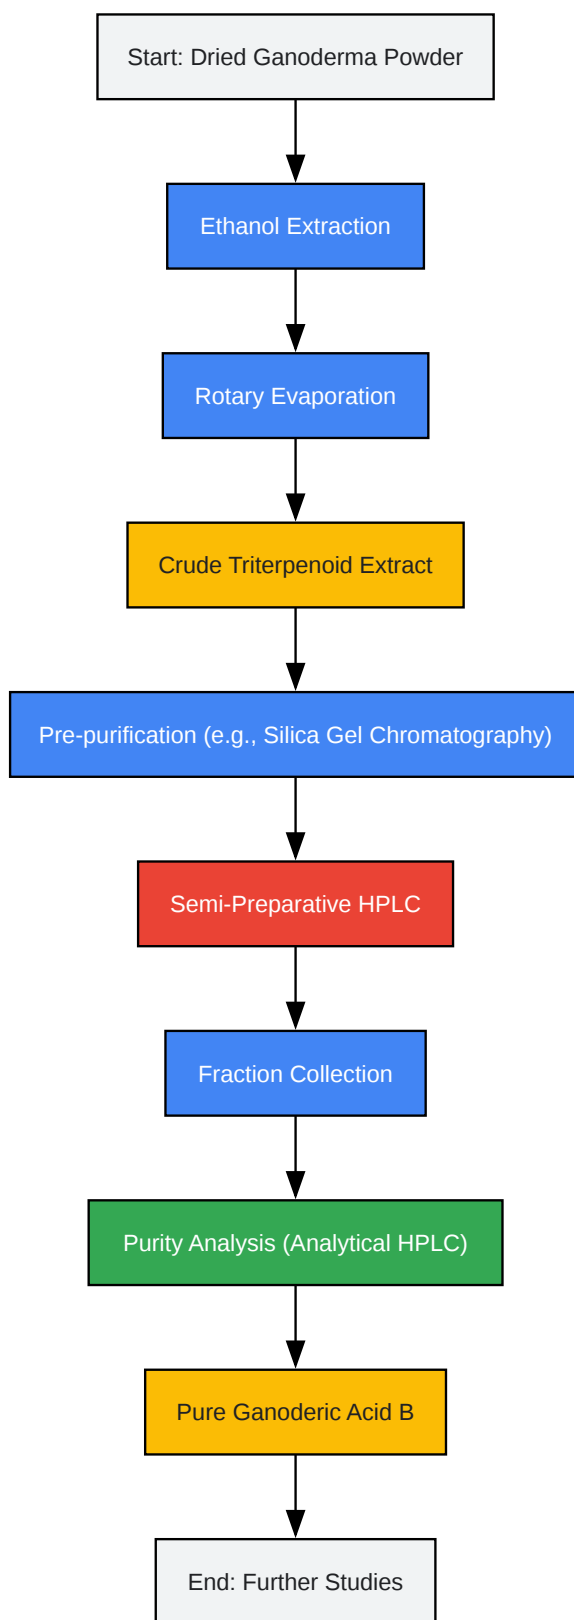 Start: Dried Ganoderma Powder
Ethanol Extraction
Rotary Evaporation
Crude Triterpenoid Extract
Pre-purification (e.g., Silica Gel Chromatography)
Semi-Preparative HPLC
Fraction Collection
Purity Analysis (Analytical HPLC)
Pure Ganoderic Acid B
End: Further Studies